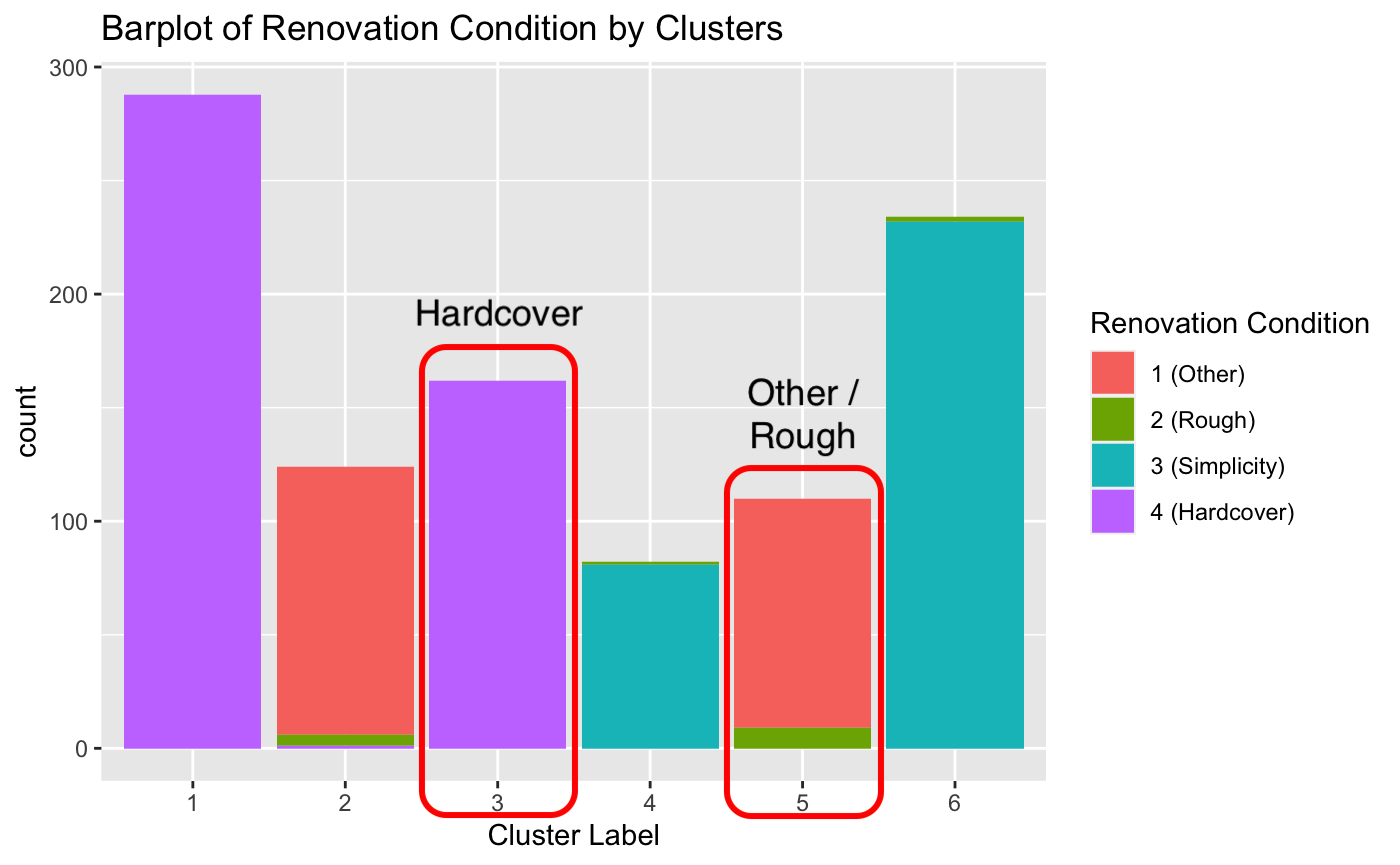 Barplot of Renovation Condition by Clusters
300
200
100
0
count
Hardcover
Other /
Rough
1
2
3
4
5
6
Cluster Label
Renovation Condition
1 (Other)
2 (Rough)
3 (Simplicity)
4 (Hardcover)